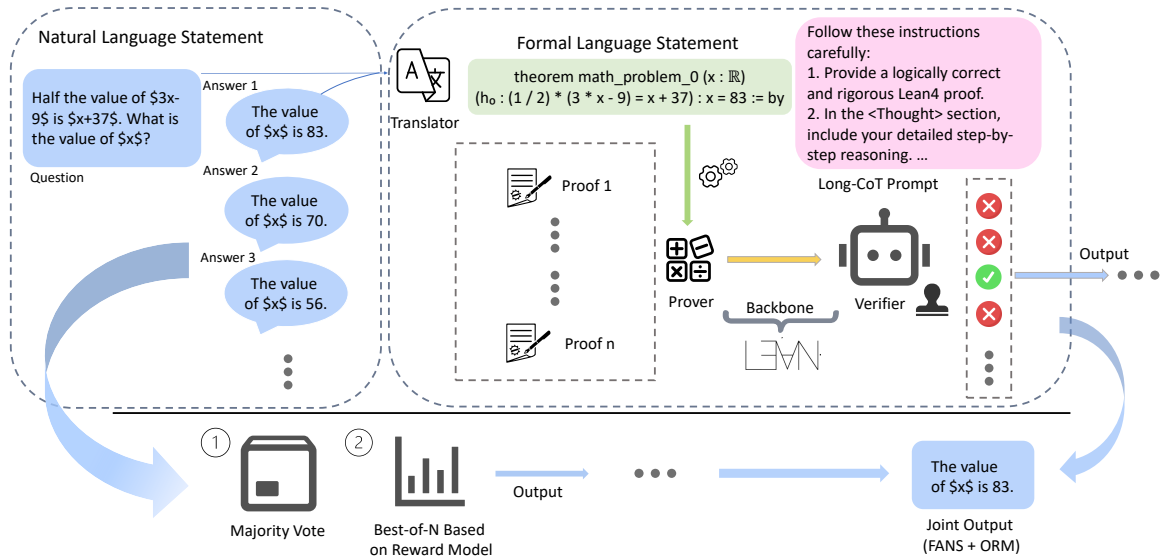 Natural Language Statement
Half the value of $3x-
9$ is $x+37$. What is
the value of $x$?
Question
Answer 1
The value
of $x$ is 83.
Answer 2
The value
of $x$ is 70.
Answer 3
The value
of $x$ is 56.
Formal Language Statement
A 文
Translator
theorem math_problem_0 (x : ℝ)
(h₀ : (1 / 2) * (3 * x - 9) = x + 37) : x = 83 := by
Follow these instructions
carefully:
1. Provide a logically correct
and rigorous Lean4 proof.
2. In the <Thought> section,
include your detailed step-by-
step reasoning. ...
Long-CoT Prompt
Proof 1
Proof n
Prover
Backbone
LEAN
Verifier
Output
1
Majority Vote
2
Best-of-N Based
on Reward Model
Output
The value
of $x$ is 83.
Joint Output
(FANS + ORM)